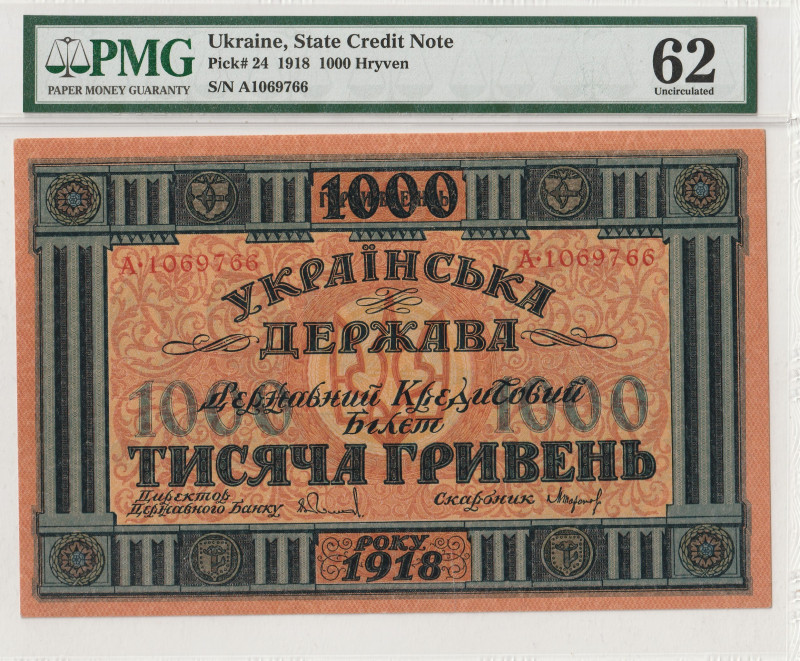 PMG
PAPER MONEY GUARANTY
Ukraine, State Credit Note
Pick# 24 1918 1000 Hryven
S/N A1069766
62
Uncirculated
1000
А·1069766
А·1069766
УКРАЇНСЬКА
ДЕРЖАВА
1000
1000
Державний Кредитовий
Білєт
ТИСЯЧА ГРИВЕНЬ
Директор
Державного Банку
Скарбник
РОКУ
1918